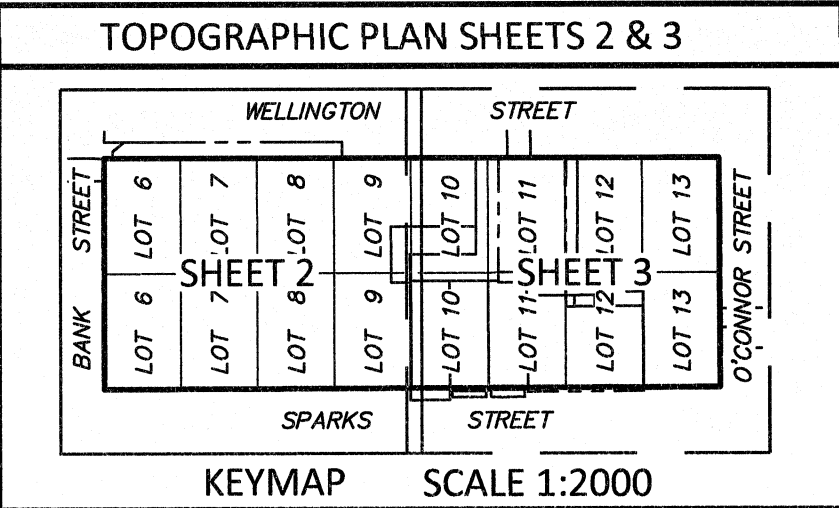 TOPOGRAPHIC PLAN SHEETS 2 & 3
WELLINGTON STREET
BANK STREET
LOT 6
LOT 7
LOT 8
LOT 9
LOT 10
LOT 11
LOT 12
LOT 13
SHEET 2
SHEET 3
LOT 6
LOT 7
LOT 8
LOT 9
LOT 10
LOT 11
LOT 12
LOT 13
O'CONNOR STREET
SPARKS STREET
KEYMAP SCALE 1:2000